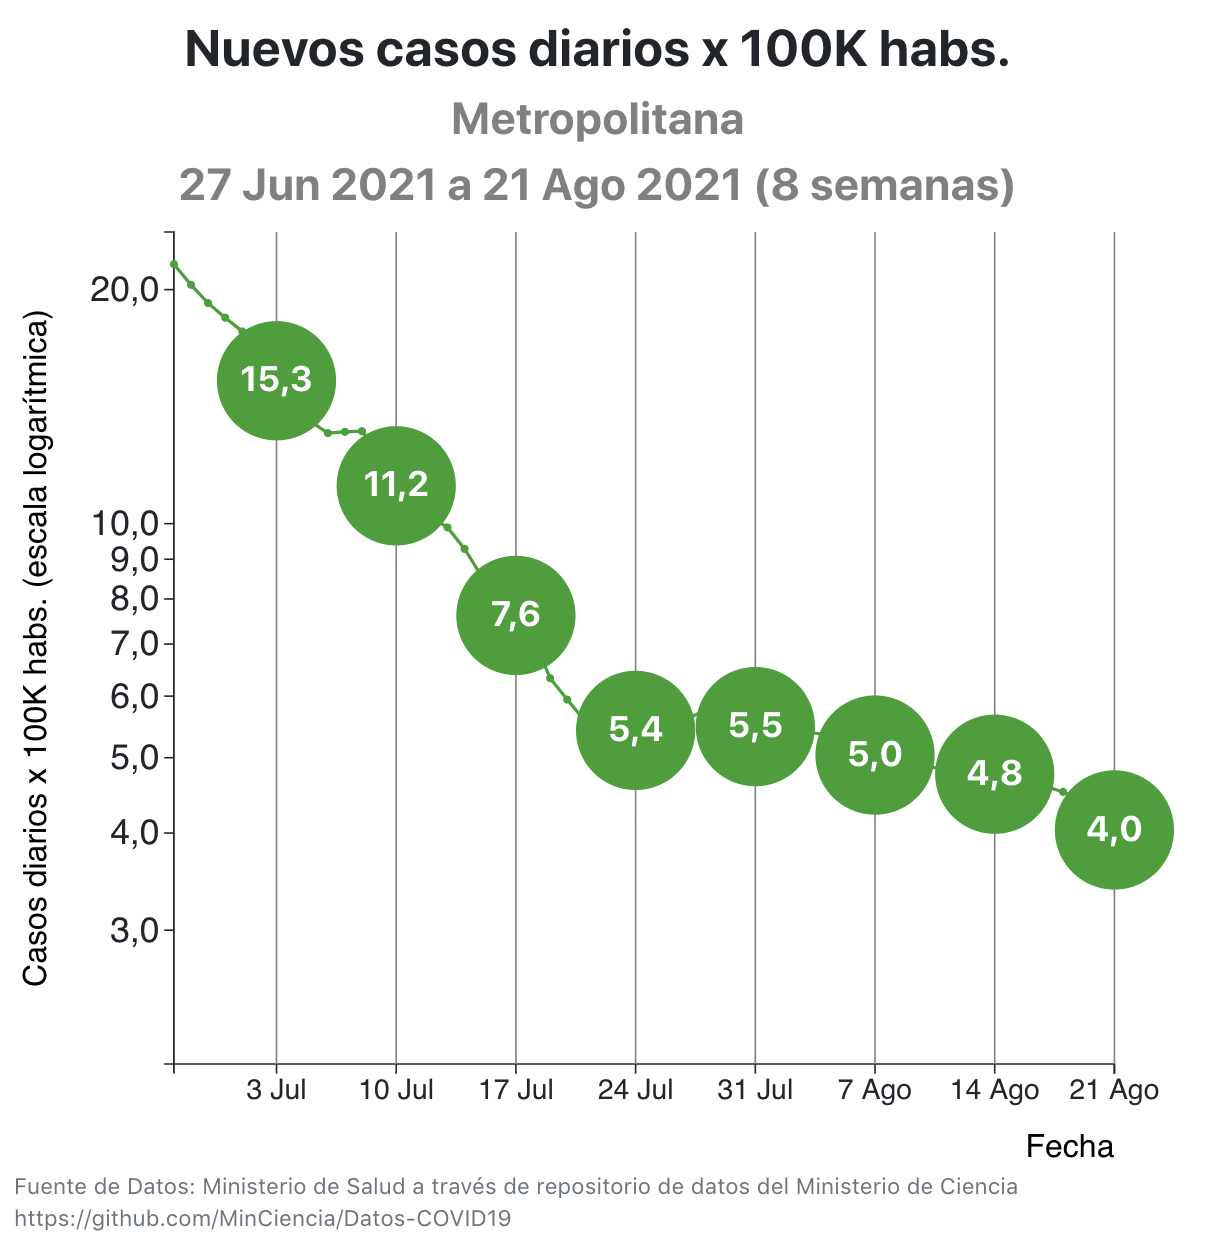 Nuevos casos diarios x 100K habs.
Metropolitana
27 Jun 2021 a 21 Ago 2021 (8 semanas)
Casos diarios x 100K habs. (escala logarítmica)
20,0
10,0
9,0
8,0
7,0
6,0
5,0
4,0
3,0
15,3
11,2
7,6
5,4
5,5
5,0
4,8
4,0
3 Jul
10 Jul
17 Jul
24 Jul
31 Jul
7 Ago
14 Ago
21 Ago
Fecha
Fuente de Datos: Ministerio de Salud a través de repositorio de datos del Ministerio de Ciencia
https://github.com/MinCiencia/Datos-COVID19